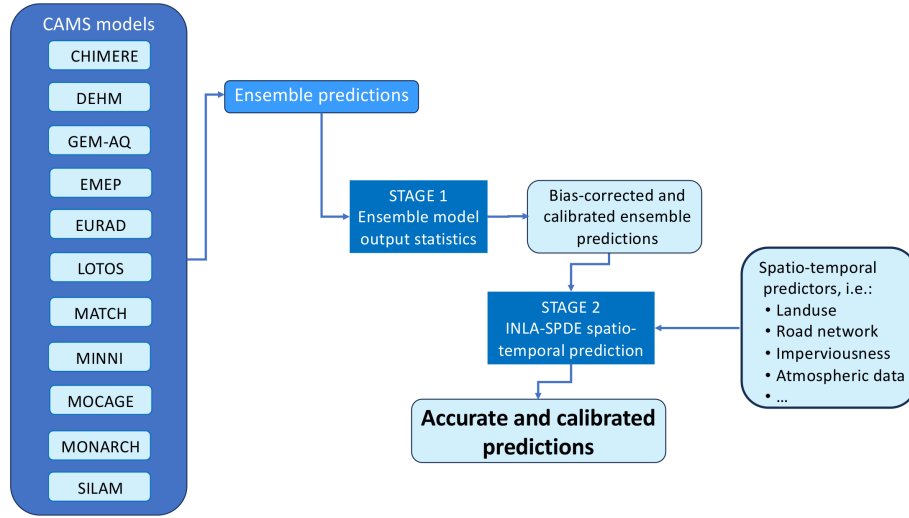 CAMS models
CHIMERE
DEHM
GEM-AQ
EMEP
EURAD
LOTOS
MATCH
MINNI
MOCAGE
MONARCH
SILAM
Ensemble predictions
STAGE 1
Ensemble model
output statistics
Bias-corrected and
calibrated ensemble
predictions
STAGE 2
INLA-SPDE spatio-
temporal prediction
Spatio-temporal
predictors, i.e.:
• Landuse
• Road network
• Imperviousness
• Atmospheric data
• ...
Accurate and calibrated
predictions